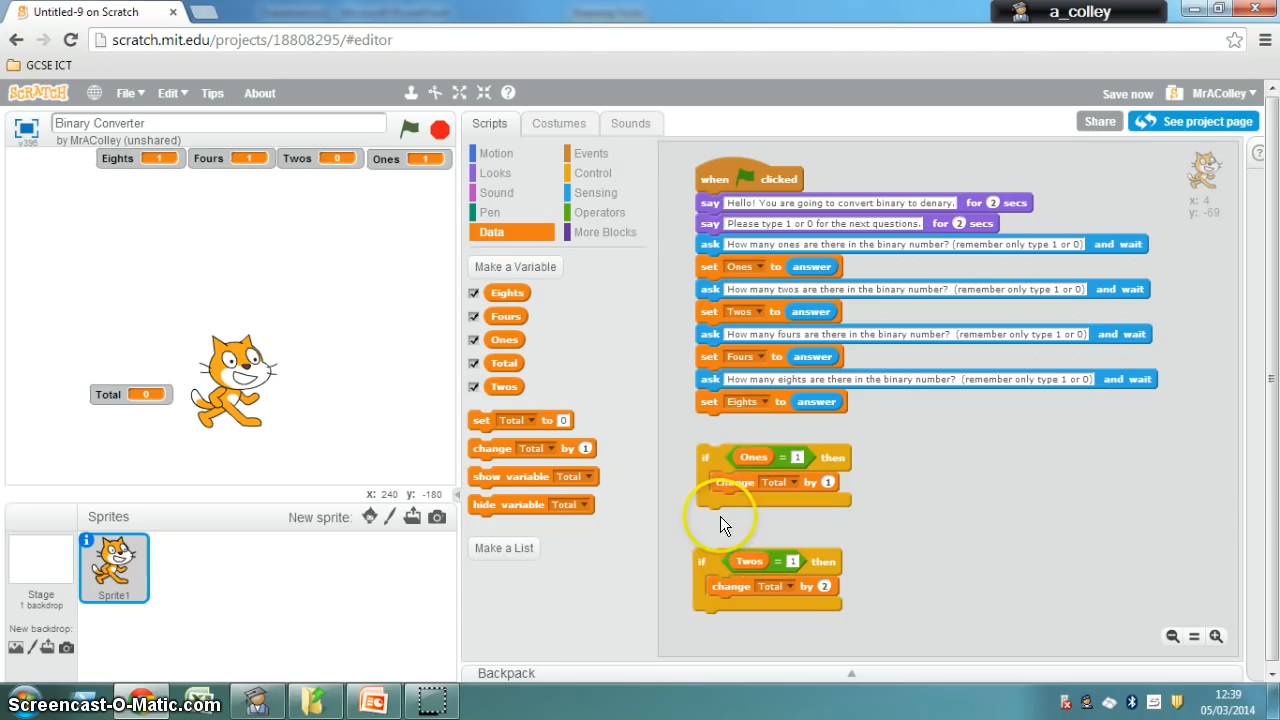 Untitled-9 on Scratch
a_colley
scratch.mit.edu/projects/18808295/#editor
GSCE ICT
SCRATCH File Edit Tips About Save now MrAColley
Binary Converter
v396 by MrAColley (unshared)
Scripts Costumes Sounds Share See project page
Eights 1 Fours 1 Twos 0 Ones 1
Motion Events
Looks Control
Sound Sensing
Pen Operators
Data More Blocks
Make a Variable
Eights
Fours
Ones
Total
Twos
set Total to 0
change Total by 1
show variable Total
hide variable Total
Make a List
when clicked
say Hello! You are going to convert binary to denary. for 2 secs
say Please type 1 or 0 for the next questions. for 2 secs
ask How many ones are there in the binary number? (remember only type 1 or 0) and wait
set Ones to answer
ask How many twos are there in the binary number? (remember only type 1 or 0) and wait
set Twos to answer
ask How many fours are there in the binary number? (remember only type 1 or 0) and wait
set Fours to answer
ask How many eights are there in the binary number? (remember only type 1 or 0) and wait
set Eights to answer
if Ones = 1 then
change Total by 1
if Twos = 1 then
change Total by 2
x: 4
y: -69
Total 0
x: 240 y: -180
Sprites New sprite:
Stage
1 backdrop
Sprite1
New backdrop:
Backpack
Screencast-O-Matic.com
12:39
05/03/2014